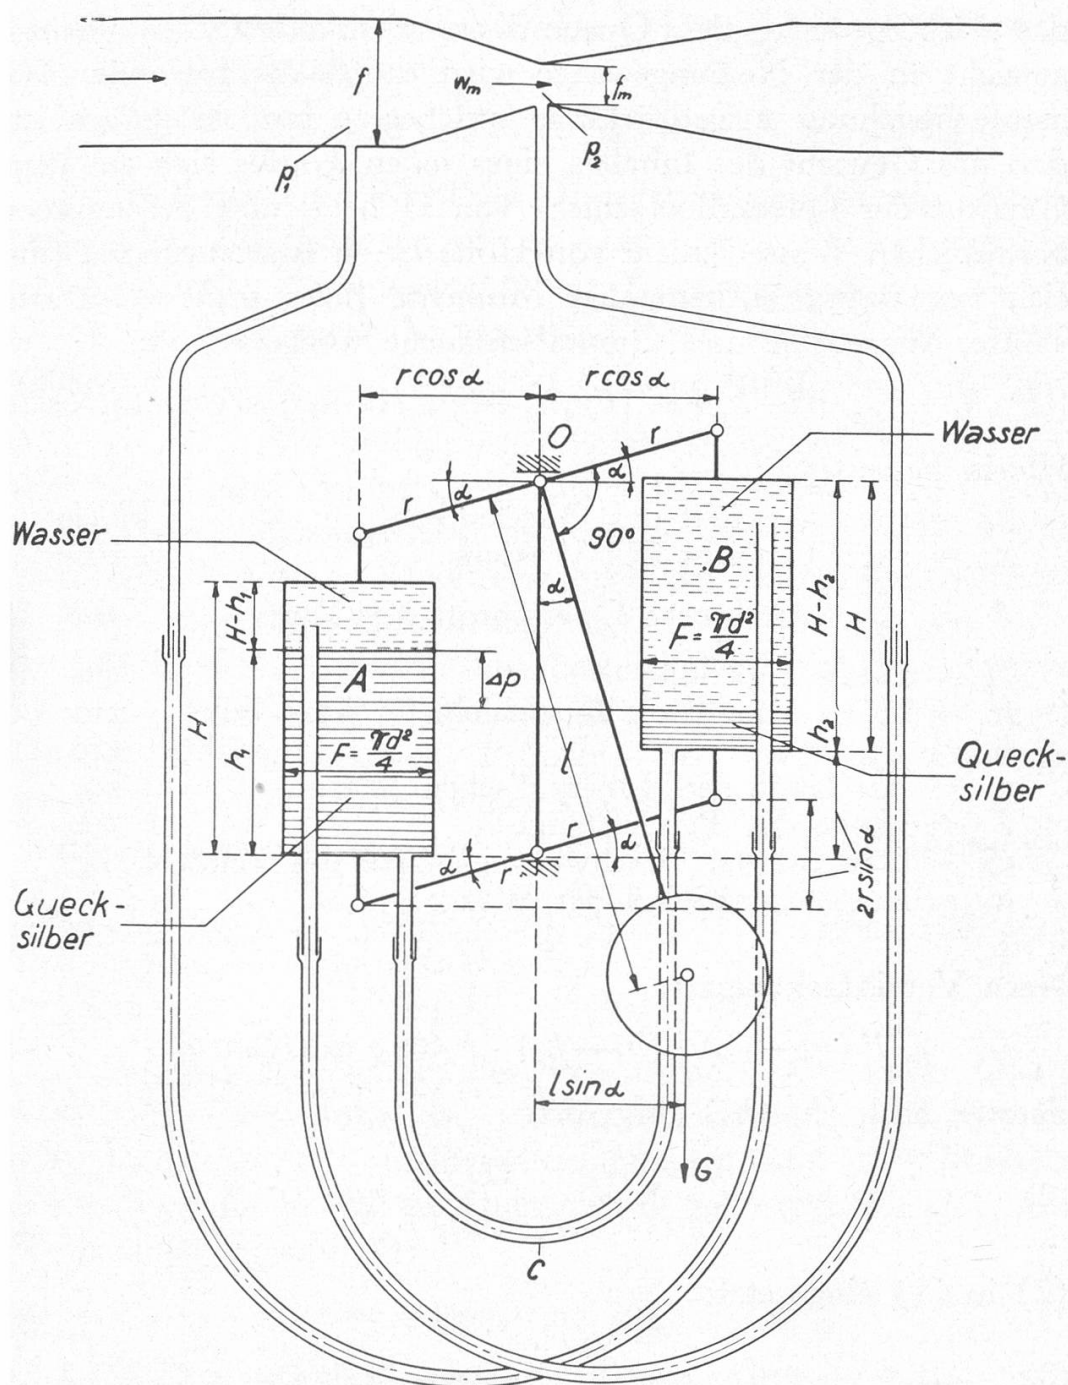 f
w_m
f_m
p_1
p_2
r cos α
r cos α
O
r
α
Wasser
r
α
90°
Wasser
B
α
H-h_1
H-h_2
H
A
Δp
F = πd²/4
H
h_1
F = πd²/4
l
h_2
Queck-
silber
r
α
α
r
2r sin α
Queck-
silber
l sin α
G
C